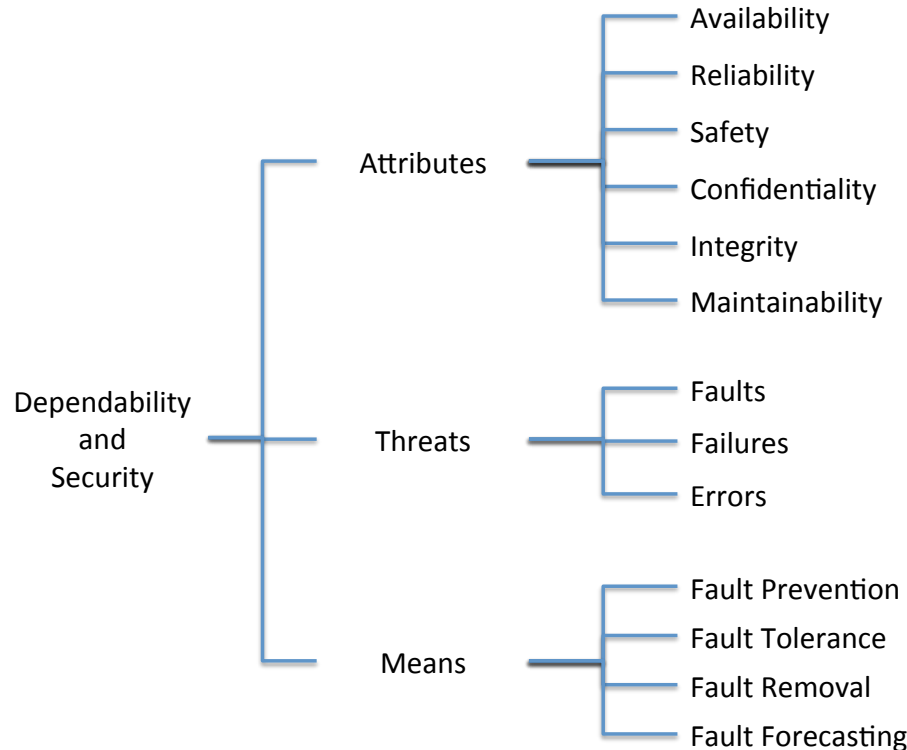 Availability
Reliability
Safety
Attributes
Confidentiality
Integrity
Maintainability
Dependability
and
Security
Threats
Faults
Failures
Errors
Means
Fault Prevention
Fault Tolerance
Fault Removal
Fault Forecasting